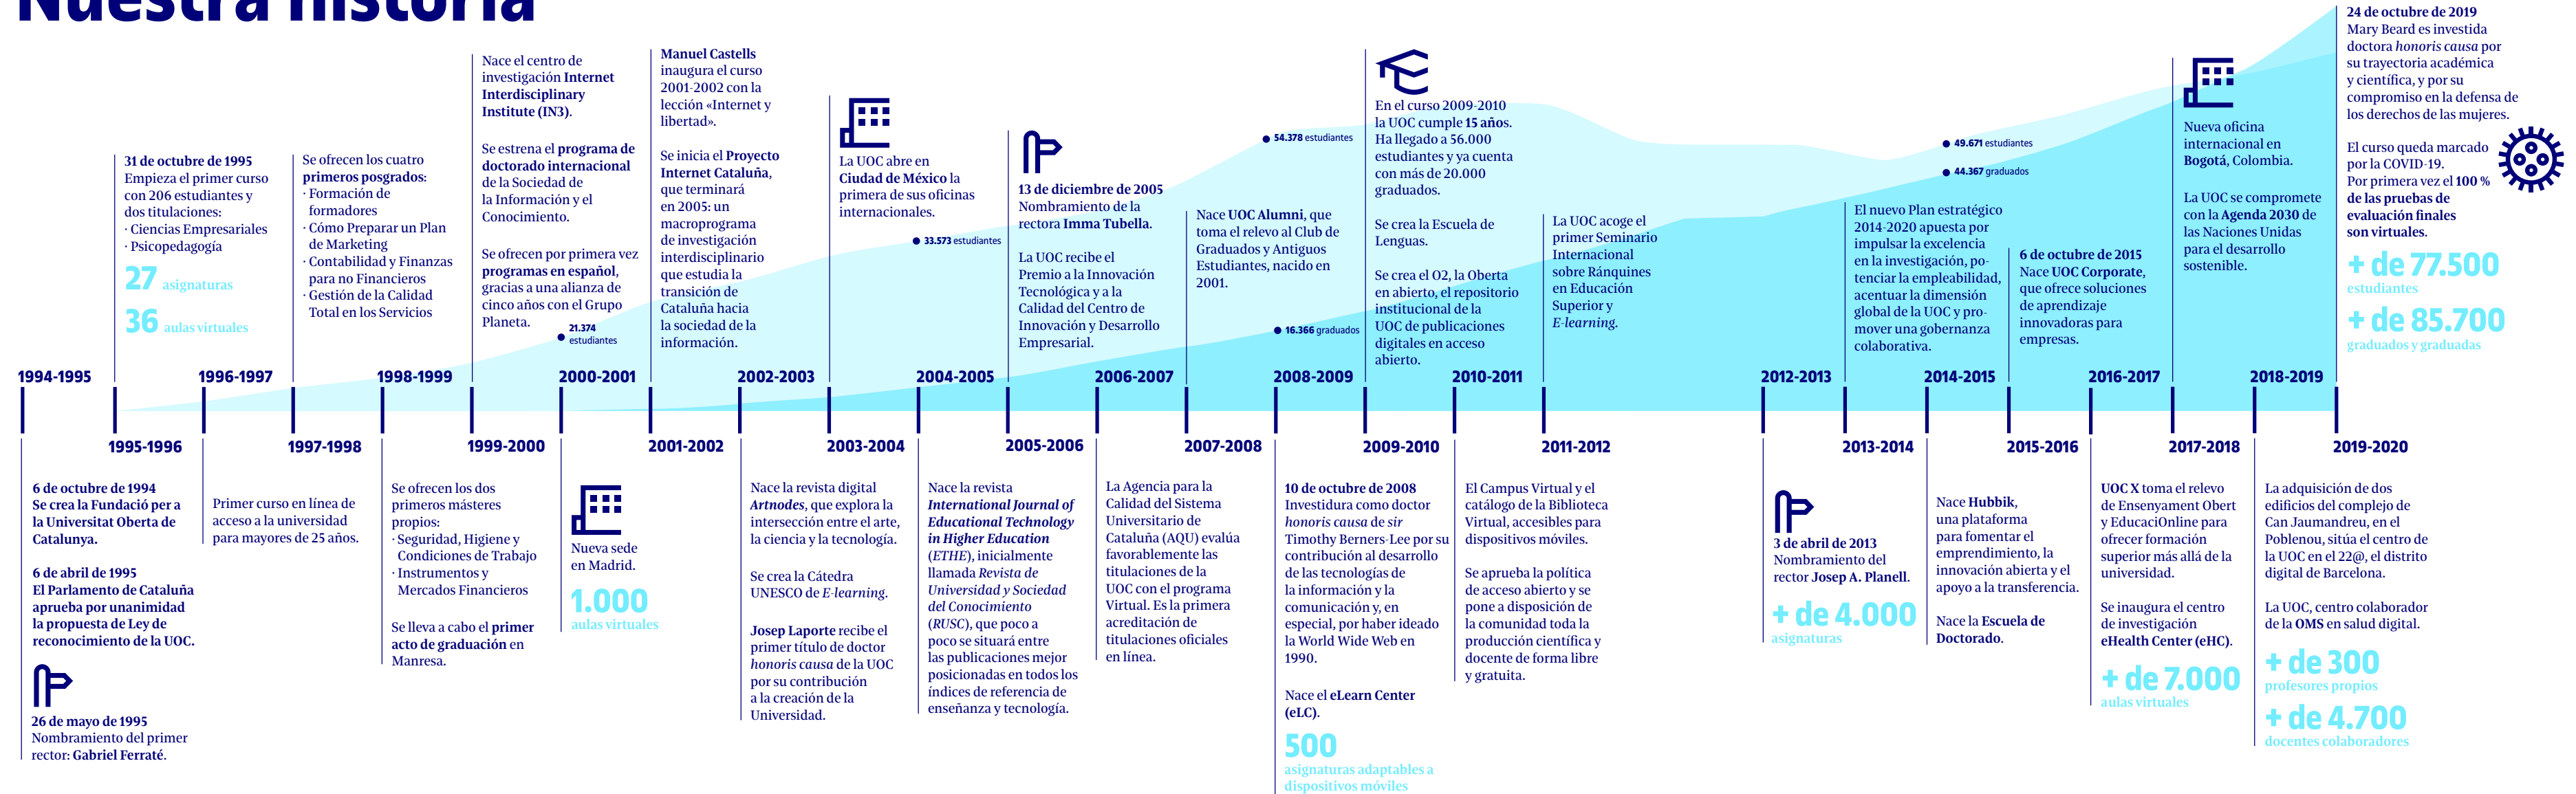 Nuestra historia
1994-1995
6 de octubre de 1994
Se crea la Fundació per a
la Universitat Oberta de
Catalunya.
6 de abril de 1995
El Parlamento de Cataluña
aprueba por unanimidad
la propuesta de Ley de
reconocimiento de la UOC.
26 de mayo de 1995
Nombramiento del primer
rector: Gabriel Ferraté.
31 de octubre de 1995
Empieza el primer curso
con 206 estudiantes y
dos titulaciones:
· Ciencias Empresariales
· Psicopedagogía
27 asignaturas
36 aulas virtuales
1995-1996
1996-1997
Primer curso en línea de
acceso a la universidad
para mayores de 25 años.
Se ofrecen los cuatro
primeros posgrados:
· Formación de
formadores
· Cómo Preparar un Plan
de Marketing
· Contabilidad y Finanzas
para no Financieros
· Gestión de la Calidad
Total en los Servicios
1997-1998
1998-1999
Se ofrecen los dos
primeros másteres
propios:
· Seguridad, Higiene y
Condiciones de Trabajo
· Instrumentos y
Mercados Financieros
Se lleva a cabo el primer
acto de graduación en
Manresa.
Nace el centro de
investigación Internet
Interdisciplinary
Institute (IN3).
Se estrena el programa de
doctorado internacional
de la Sociedad de
la Información y el
Conocimiento.
Se ofrecen por primera vez
programas en español,
gracias a una alianza de
cinco años con el Grupo
Planeta.
1999-2000
21.374
estudiantes
2000-2001
Nueva sede
en Madrid.
1.000
aulas virtuales
Manuel Castells
inaugura el curso
2001-2002 con la
lección «Internet y
libertad».
Se inicia el Proyecto
Internet Cataluña,
que terminará
en 2005: un
macroprograma
de investigación
interdisciplinario
que estudia la
transición de
Cataluña hacia
la sociedad de la
información.
2001-2002
2002-2003
Nace la revista digital
Artnodes, que explora la
intersección entre el arte,
la ciencia y la tecnología.
Se crea la Cátedra
UNESCO de E-learning.
Josep Laporte recibe el
primer título de doctor
honoris causa de la UOC
por su contribución
a la creación de la
Universidad.
La UOC abre en
Ciudad de México la
primera de sus oficinas
internacionales.
2003-2004
33.573 estudiantes
2004-2005
Nace la revista
International Journal of
Educational Technology
in Higher Education
(ETHE), inicialmente
llamada Revista de
Universidad y Sociedad
del Conocimiento
(RUSC), que poco a
poco se situará entre
las publicaciones mejor
posicionadas en todos los
índices de referencia de
enseñanza y tecnología.
13 de diciembre de 2005
Nombramiento de la
rectora Imma Tubella.
La UOC recibe el
Premio a la Innovación
Tecnológica y a la
Calidad del Centro de
Innovación y Desarrollo
Empresarial.
2005-2006
2006-2007
La Agencia para la
Calidad del Sistema
Universitario de
Cataluña (AQU) evalúa
favorablemente las
titulaciones de la
UOC con el programa
Virtual. Es la primera
acreditación de
titulaciones oficiales
en línea.
Nace UOC Alumni, que
toma el relevo al Club de
Graduados y Antiguos
Estudiantes, nacido en
2001.
2007-2008
54.378 estudiantes
16.366 graduados
2008-2009
10 de octubre de 2008
Investidura como doctor
honoris causa de sir
Timothy Berners-Lee por su
contribución al desarrollo
de las tecnologías de
la información y la
comunicación y, en
especial, por haber ideado
la World Wide Web en
1990.
Nace el eLearn Center
(eLC).
500
asignaturas adaptables a
dispositivos móviles
En el curso 2009-2010
la UOC cumple 15 años.
Ha llegado a 56.000
estudiantes y ya cuenta
con más de 20.000
graduados.
Se crea la Escuela de
Lenguas.
Se crea el O2, la Oberta
en abierto, el repositorio
institucional de la
UOC de publicaciones
digitales en acceso
abierto.
2009-2010
2010-2011
El Campus Virtual y el
catálogo de la Biblioteca
Virtual, accesibles para
dispositivos móviles.
Se aprueba la política
de acceso abierto y se
pone a disposición de
la comunidad toda la
producción científica y
docente de forma libre
y gratuita.
La UOC acoge el
primer Seminario
Internacional
sobre Ránquines
en Educación
Superior y
E-learning.
2011-2012
2012-2013
3 de abril de 2013
Nombramiento del
rector Josep A. Planell.
+ de 4.000
asignaturas
El nuevo Plan estratégico
2014-2020 apuesta por
impulsar la excelencia
en la investigación, po-
tenciar la empleabilidad,
acentuar la dimensión
global de la UOC y pro-
mover una gobernanza
colaborativa.
2013-2014
49.671 estudiantes
44.367 graduados
2014-2015
Nace Hubbik,
una plataforma
para fomentar el
emprendimiento, la
innovación abierta y el
apoyo a la transferencia.
Nace la Escuela de
Doctorado.
6 de octubre de 2015
Nace UOC Corporate,
que ofrece soluciones
de aprendizaje
innovadoras para
empresas.
2015-2016
2016-2017
UOC X toma el relevo
de Ensenyament Obert
y EducaciOnline para
ofrecer formación
superior más allá de la
universidad.
Se inaugura el centro
de investigación
eHealth Center (eHC).
+ de 7.000
aulas virtuales
Nueva oficina
internacional en
Bogotá, Colombia.
La UOC se compromete
con la Agenda 2030 de
las Naciones Unidas
para el desarrollo
sostenible.
2017-2018
2018-2019
La adquisición de dos
edificios del complejo de
Can Jaumandreu, en el
Poblenou, sitúa el centro de
la UOC en el 22@, el distrito
digital de Barcelona.
La UOC, centro colaborador
de la OMS en salud digital.
+ de 300
profesores propios
+ de 4.700
docentes colaboradores
24 de octubre de 2019
Mary Beard es investida
doctora honoris causa por
su trayectoria académica
y científica, y por su
compromiso en la defensa de
los derechos de las mujeres.
El curso queda marcado
por la COVID-19.
Por primera vez el 100 %
de las pruebas de
evaluación finales
son virtuales.
+ de 77.500
estudiantes
+ de 85.700
graduados y graduadas
2019-2020